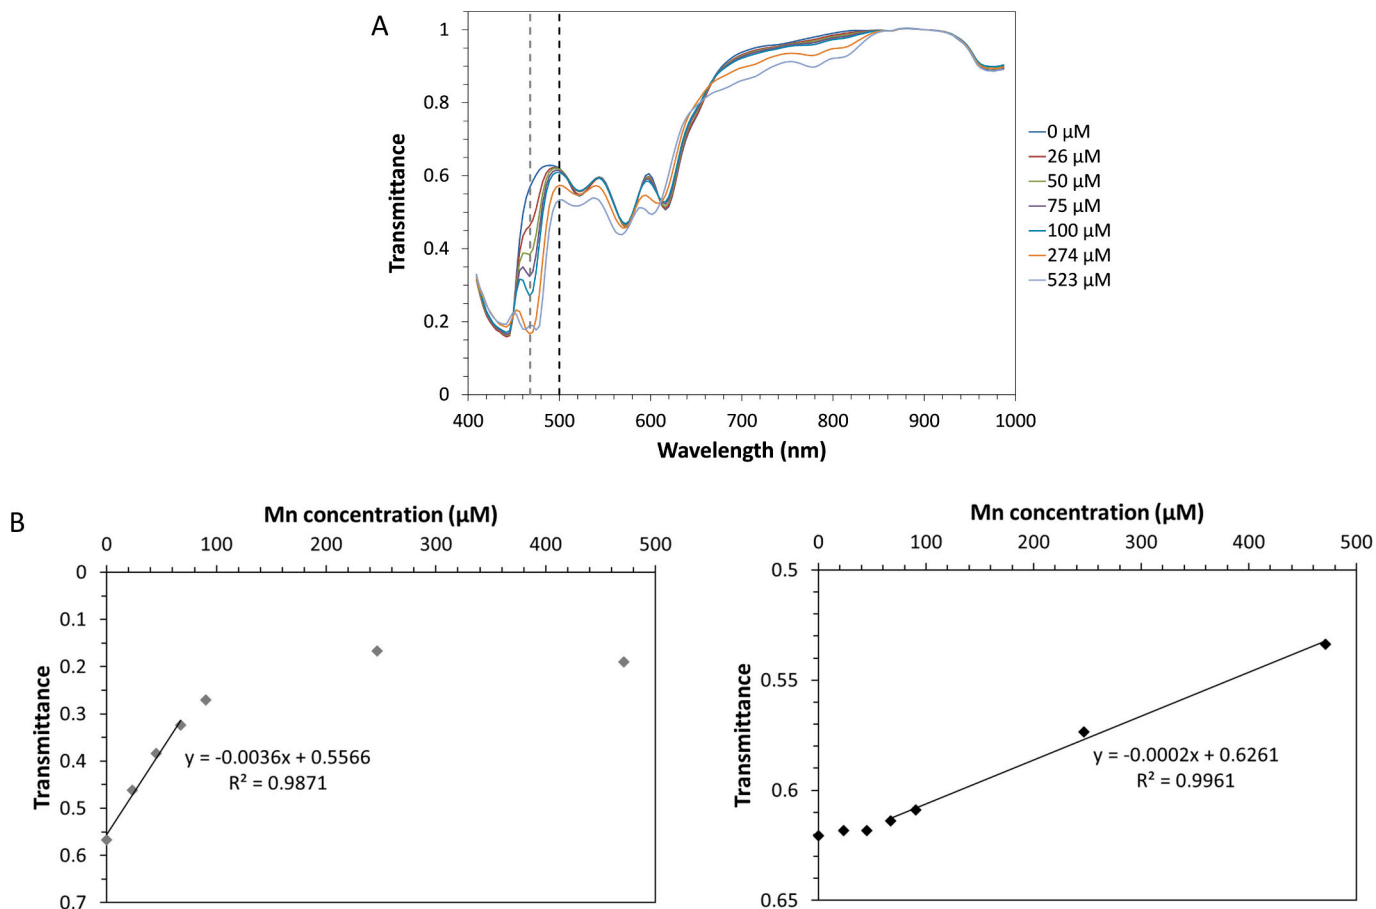 A
1
0.8
0.6
0.4
0.2
0
Transmittance
400 500 600 700 800 900 1000
Wavelength (nm)
0 µM
26 µM
50 µM
75 µM
100 µM
274 µM
523 µM
B
Mn concentration (µM)
0 100 200 300 400 500
0
0.1
0.2
0.3
0.4
0.5
0.6
0.7
Transmittance
y = -0.0036x + 0.5566
R² = 0.9871
Mn concentration (µM)
0 100 200 300 400 500
0.5
0.55
0.6
0.65
Transmittance
y = -0.0002x + 0.6261
R² = 0.9961